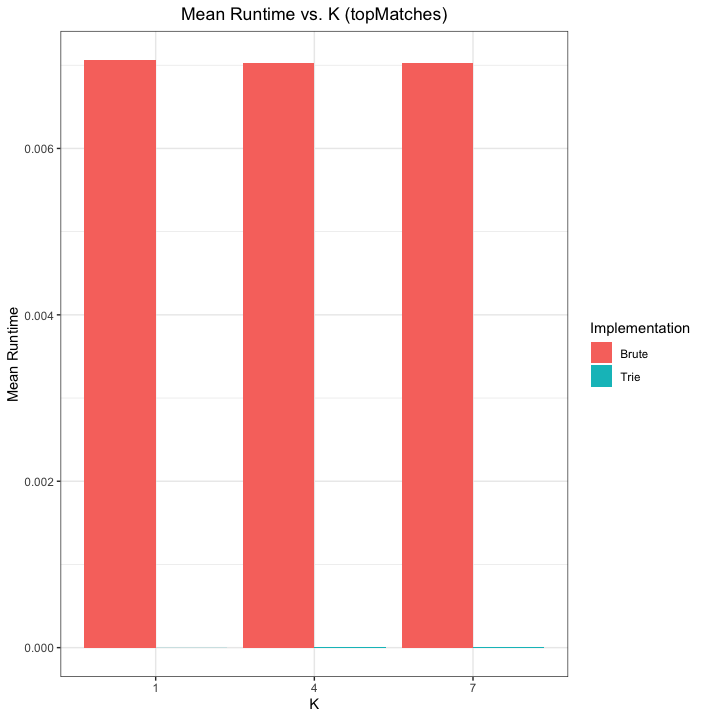 Mean Runtime vs. K (topMatches)
0.006
0.004
0.002
0.000
Mean Runtime
1 4 7
K
Implementation
Brute
Trie